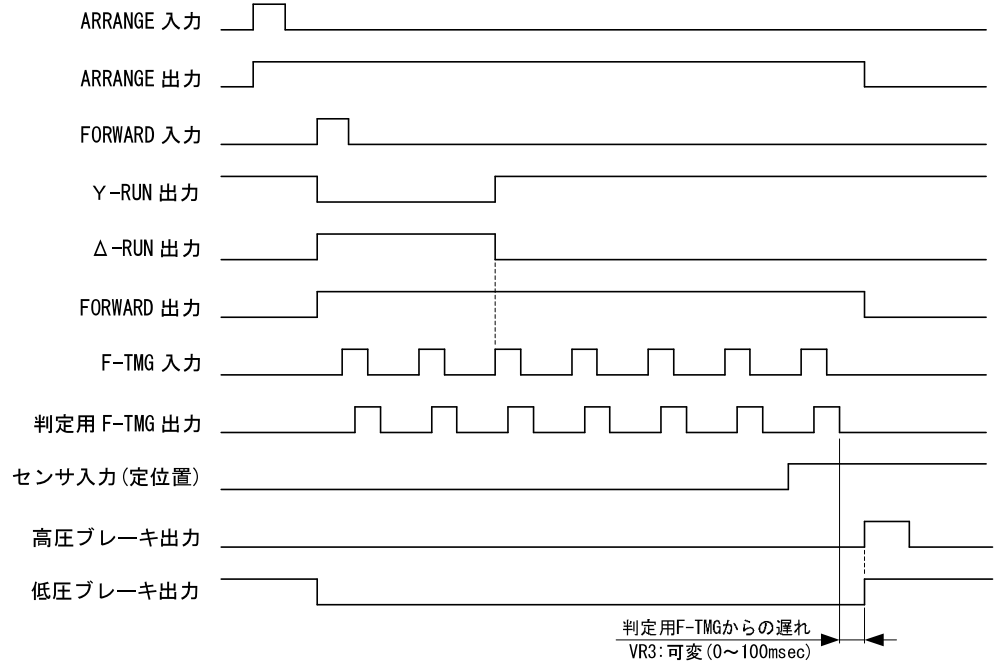 ARRANGE 入力
ARRANGE 出力
FORWARD 入力
Y-RUN 出力
Δ-RUN 出力
FORWARD 出力
F-TMG 入力
判定用 F-TMG 出力
センサ入力(定位置)
高圧ブレーキ出力
低圧ブレーキ出力
判定用F-TMGからの遅れ
VR3:可変(0～100msec)